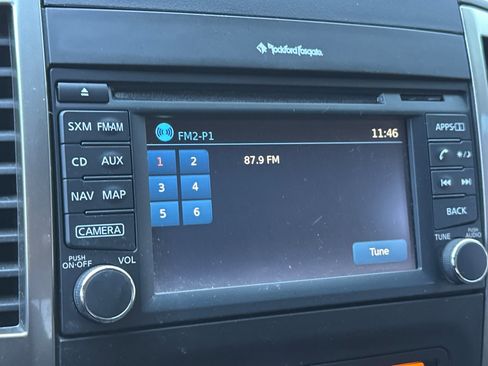 Rockford Fosgate
SXM FM•AM
CD AUX
NAV MAP
CAMERA
PUSH
ON•OFF
VOL
FM2-P1 11:46
1 2 87.9 FM
3 4
5 6
Tune
APPS
BACK
TUNE
PUSH
AUDIO